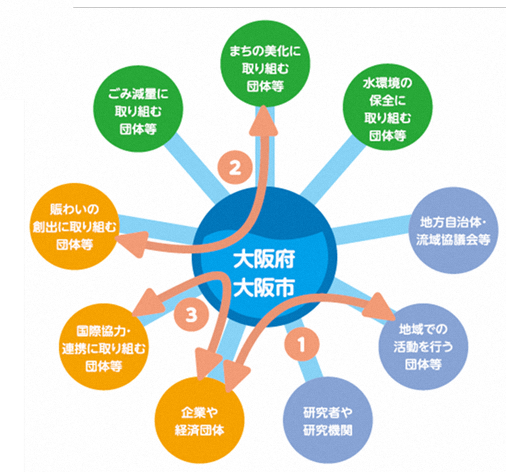 まちの美化に
取り組む
団体等
ごみ減量に
取り組む
団体等
水環境の
保全に
取り組む
団体等
2
賑わいの
創出に取り組む
団体等
地方自治体・
流域協議会等
大阪府
大阪市
3
1
国際協力・
連携に取り組む
団体等
地域での
活動を行う
団体等
企業や
経済団体
研究者や
研究機関